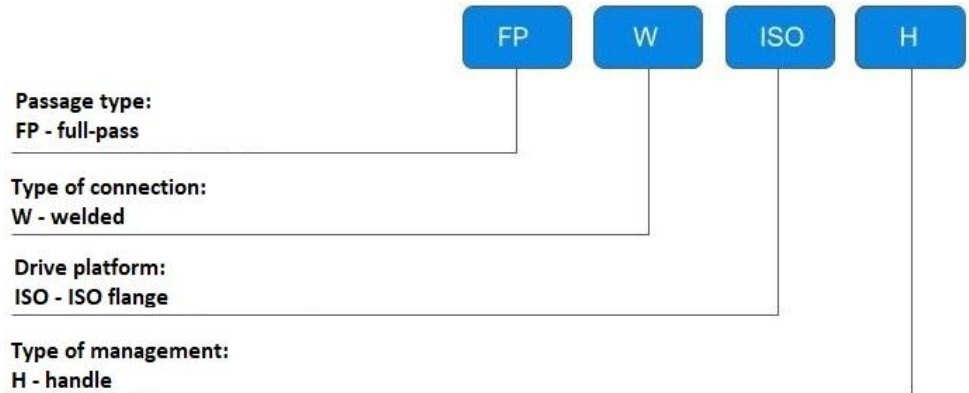 FP W ISO H
Passage type:
FP - full-pass
Type of connection:
W - welded
Drive platform:
ISO - ISO flange
Type of management:
H - handle